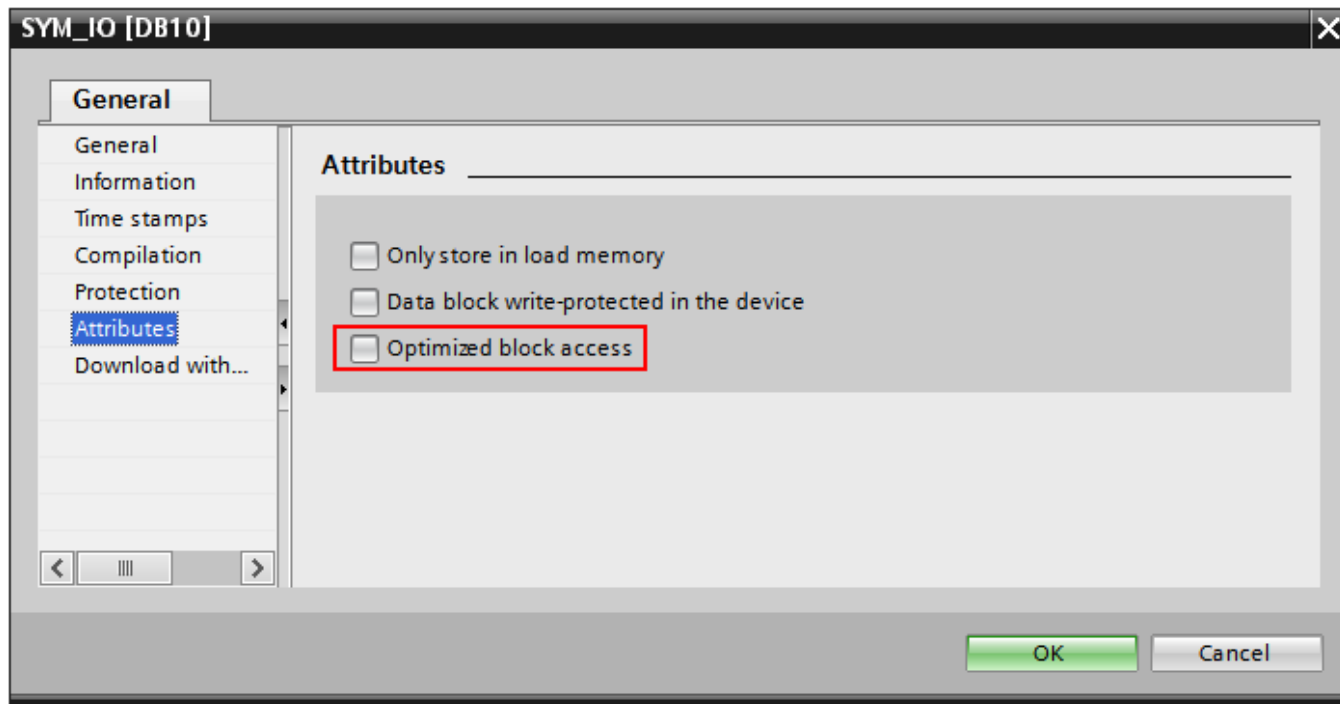 SYM_IO [DB10]
General
General
Information
Time stamps
Compilation
Protection
Attributes
Download with...
Attributes
Only store in load memory
Data block write-protected in the device
Optimized block access
OK
Cancel